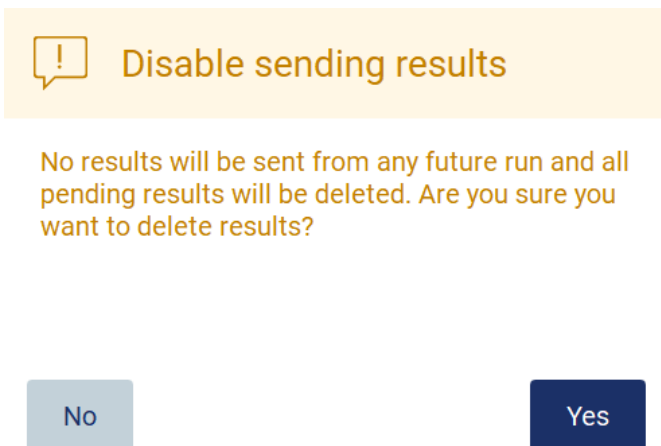 !
Disable sending results
No results will be sent from any future run and all
pending results will be deleted. Are you sure you
want to delete results?
No
Yes